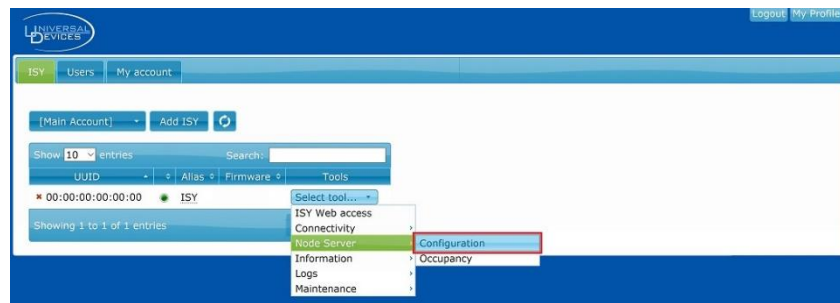 Logout My Profile
UNIVERSAL
DEVICES
ISY Users My account
[Main Account] Add ISY
Show 10 entries Search:
UUID Alias Firmware Tools
00:00:00:00:00:00 ISY Select tool...
ISY Web access
Connectivity
Node Server Configuration
Showing 1 to 1 of 1 entries
Information Occupancy
Logs
Maintenance